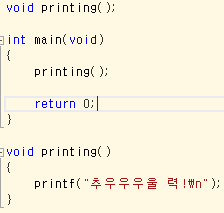 void printing();
int main(void)
{
printing();
return 0;
}
void printing()
{
printf("추우우우울 력!₩n");
}